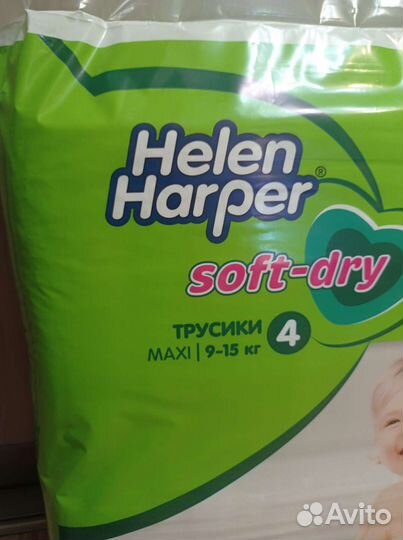 Helen
Harper®
soft-dry
ТРУСИКИ 4
MAXI | 9-15 кг
Avito